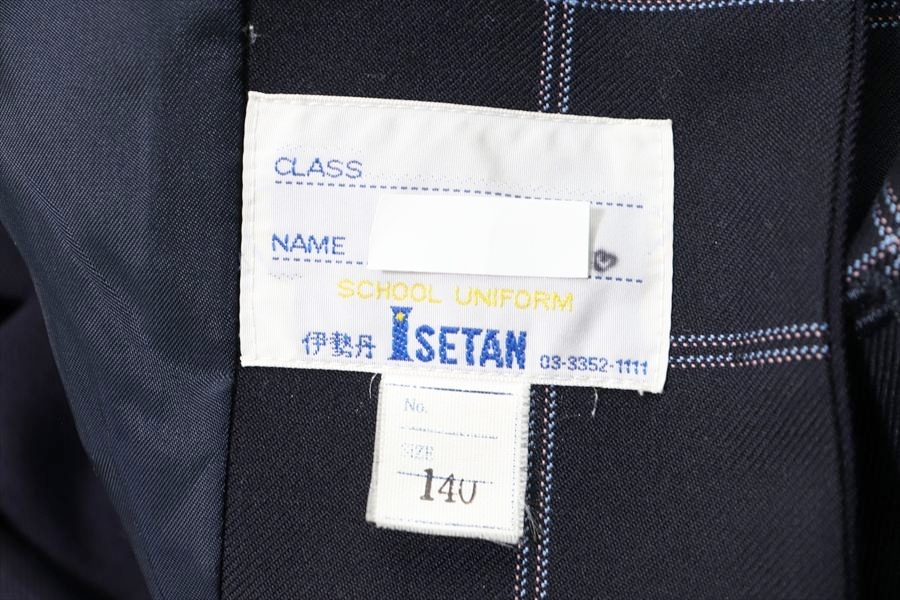 CLASS
NAME
SCHOOL UNIFORM
伊勢丹 ISETAN 03-3352-1111
No.
SIZE
140